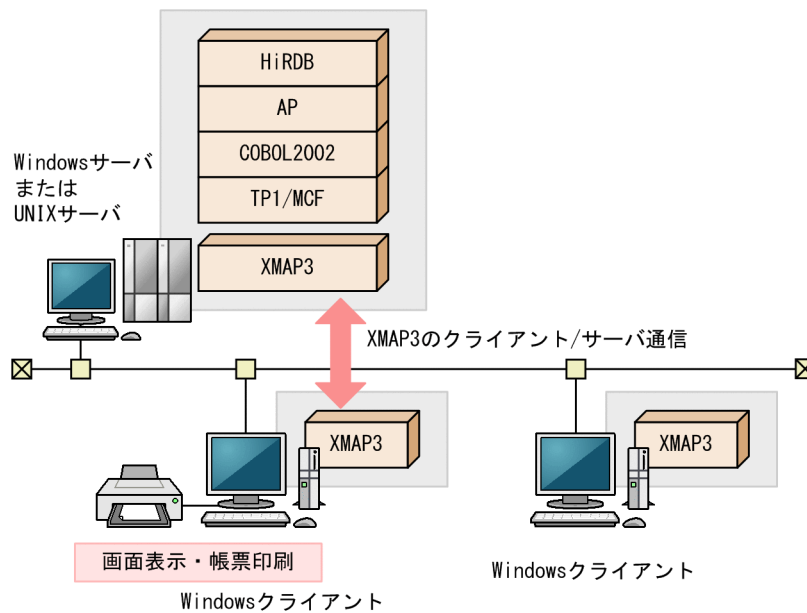 HiRDB
AP
COBOL2002
TP1/MCF
XMAP3
Windowsサーバ
または
UNIXサーバ
XMAP3のクライアント/サーバ通信
XMAP3
XMAP3
画面表示・帳票印刷
Windowsクライアント
Windowsクライアント